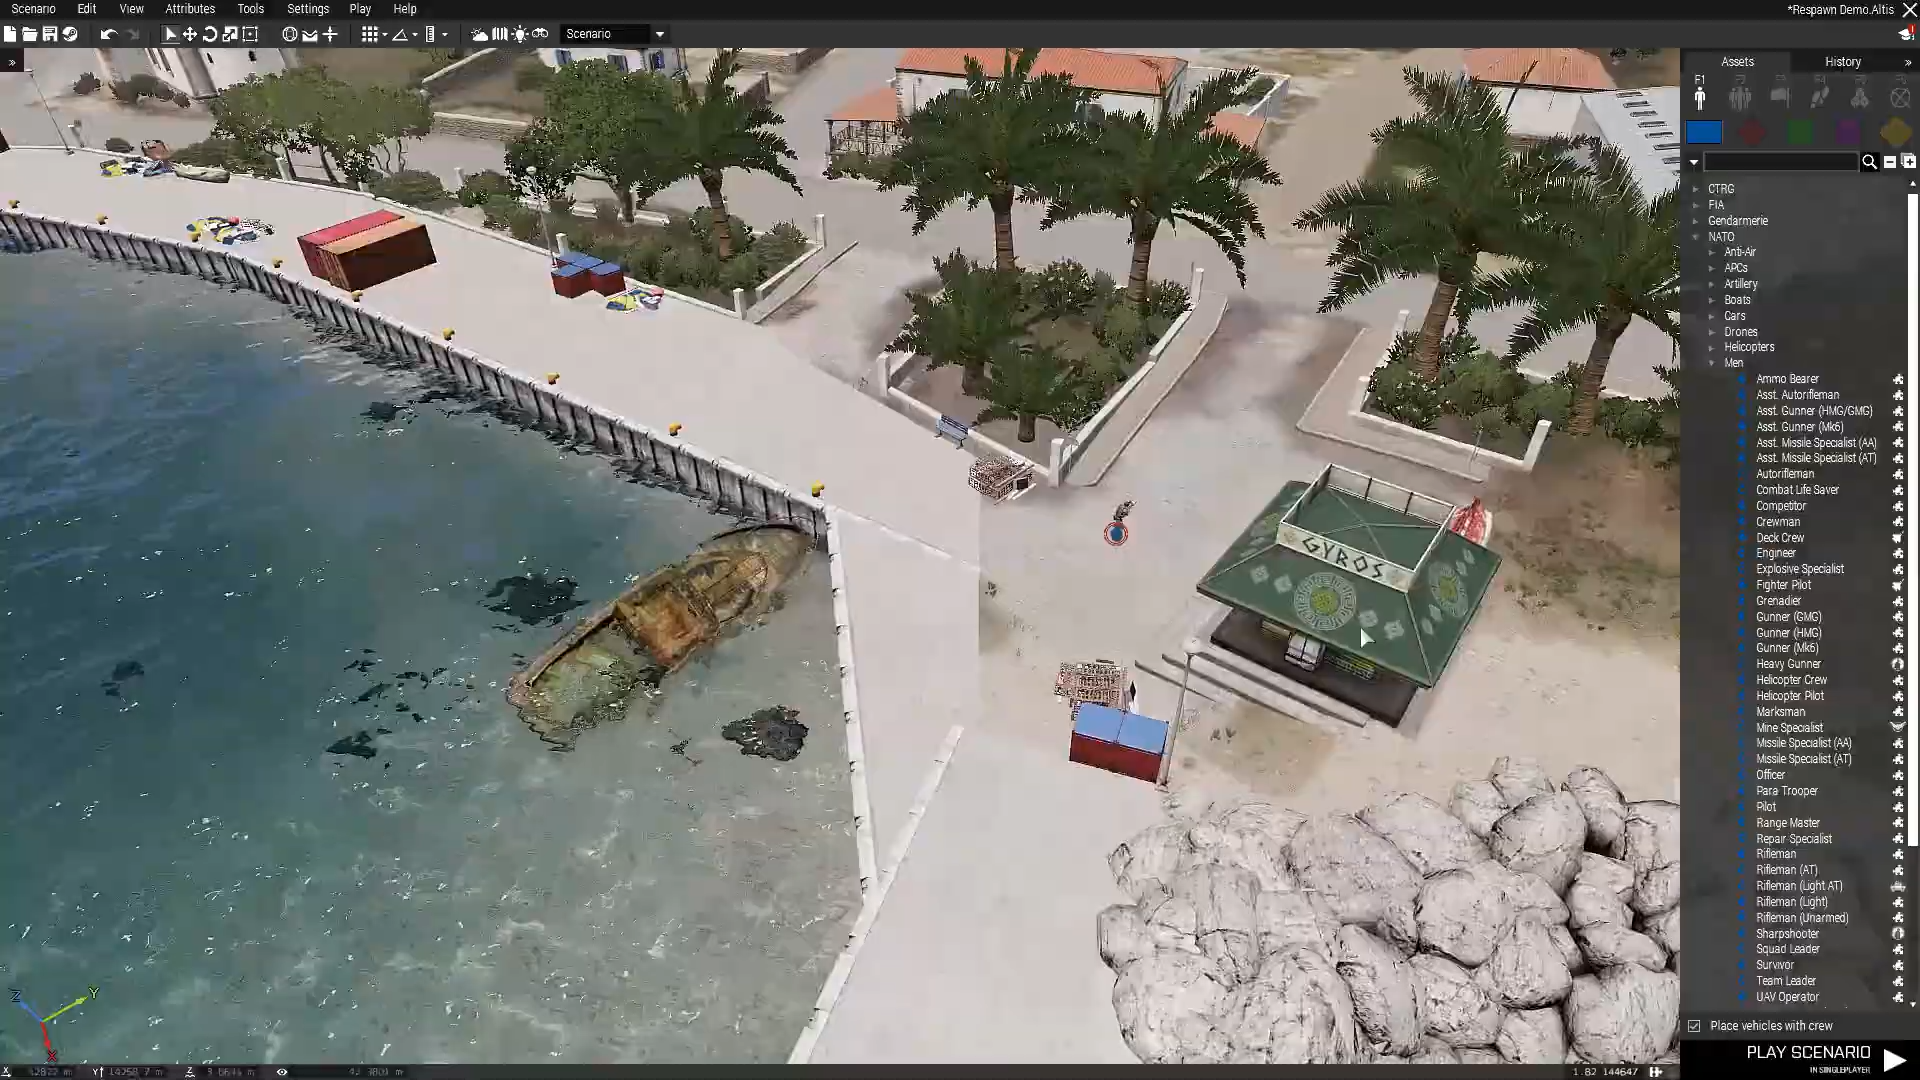 Scenario Edit View Attributes Tools Settings Play Help
*Respawn Demo.Altis
Scenario
Assets History
F1
CTRG
FIA
Gendarmerie
NATO
Anti-Air
APCs
Artillery
Boats
Cars
Drones
Helicopters
Men
Ammo Bearer
Asst. Autorifleman
Asst. Gunner (HMG/GMG)
Asst. Gunner (Mk6)
Asst. Missile Specialist (AA)
Asst. Missile Specialist (AT)
Autorifleman
Combat Life Saver
Competitor
Crewman
Deck Crew
Engineer
Explosive Specialist
Fighter Pilot
Grenadier
Gunner (GMG)
Gunner (HMG)
Gunner (Mk6)
Heavy Gunner
Helicopter Crew
Helicopter Pilot
Marksman
Mine Specialist
Missile Specialist (AA)
Missile Specialist (AT)
Officer
Para Trooper
Pilot
Range Master
Repair Specialist
Rifleman
Rifleman (AT)
Rifleman (Light AT)
Rifleman (Light)
Rifleman (Unarmed)
Sharpshooter
Squad Leader
Survivor
Team Leader
UAV Operator
Place vehicles with crew
PLAY SCENARIO
IN SINGLEPLAYER
GYROS
Z Y
X
1.82 144647